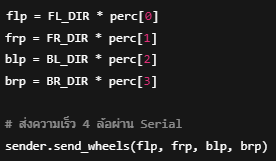 flp = FL_DIR * perc[0]
frp = FR_DIR * perc[1]
blp = BL_DIR * perc[2]
brp = BR_DIR * perc[3]
# ส่งความเร็ว 4 ล้อผ่าน Serial
sender.send_wheels(flp, frp, blp, brp)